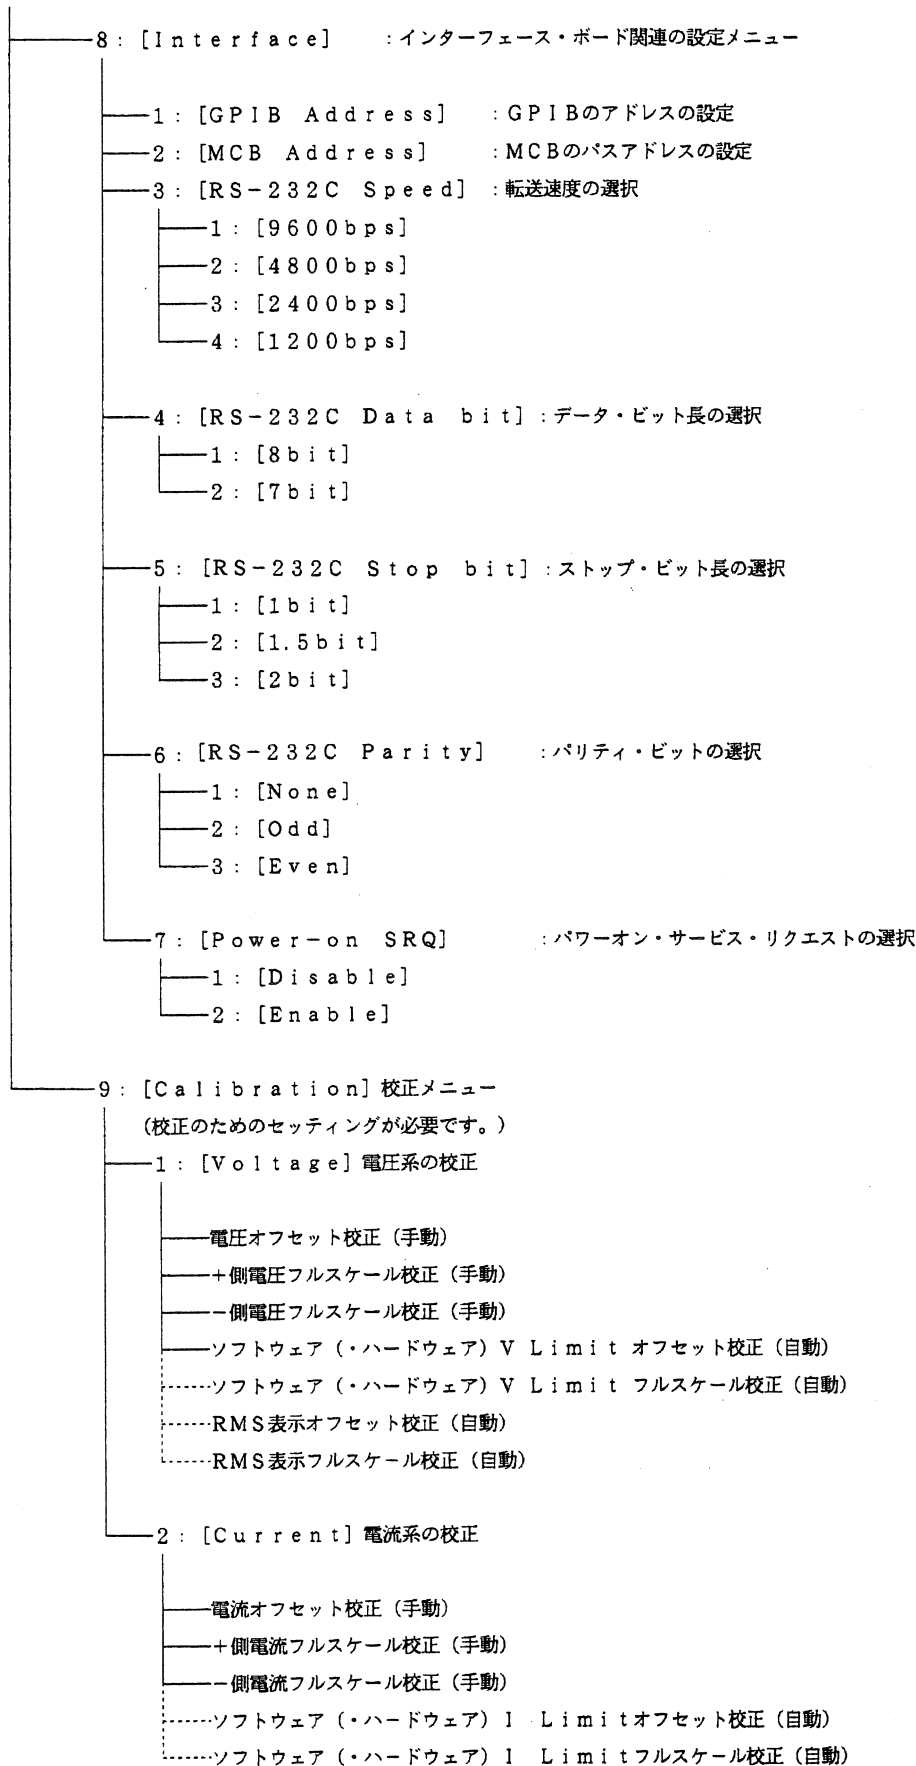 8：[Interface]　：インターフェース・ボード関連の設定メニュー
1：[GPIB Address]　：GPIBのアドレスの設定
2：[MCB Address]　：MCBのバスアドレスの設定
3：[RS-232C Speed]　：転送速度の選択
1：[9600bps]
2：[4800bps]
3：[2400bps]
4：[1200bps]
4：[RS-232C Data bit]：データ・ビット長の選択
1：[8bit]
2：[7bit]
5：[RS-232C Stop bit]：ストップ・ビット長の選択
1：[1bit]
2：[1.5bit]
3：[2bit]
6：[RS-232C Parity]　：パリティ・ビットの選択
1：[None]
2：[Odd]
3：[Even]
7：[Power-on SRQ]　：パワーオン・サービス・リクエストの選択
1：[Disable]
2：[Enable]
9：[Calibration] 校正メニュー
(校正のためのセッティングが必要です。)
1：[Voltage] 電圧系の校正
電圧オフセット校正（手動）
＋側電圧フルスケール校正（手動）
－側電圧フルスケール校正（手動）
ソフトウェア（・ハードウェア）V Limit オフセット校正（自動）
ソフトウェア（・ハードウェア）V Limit フルスケール校正（自動）
RMS表示オフセット校正（自動）
RMS表示フルスケール校正（自動）
2：[Current] 電流系の校正
電流オフセット校正（手動）
＋側電流フルスケール校正（手動）
－側電流フルスケール校正（手動）
ソフトウェア（・ハードウェア）I Limitオフセット校正（自動）
ソフトウェア（・ハードウェア）I Limitフルスケール校正（自動）